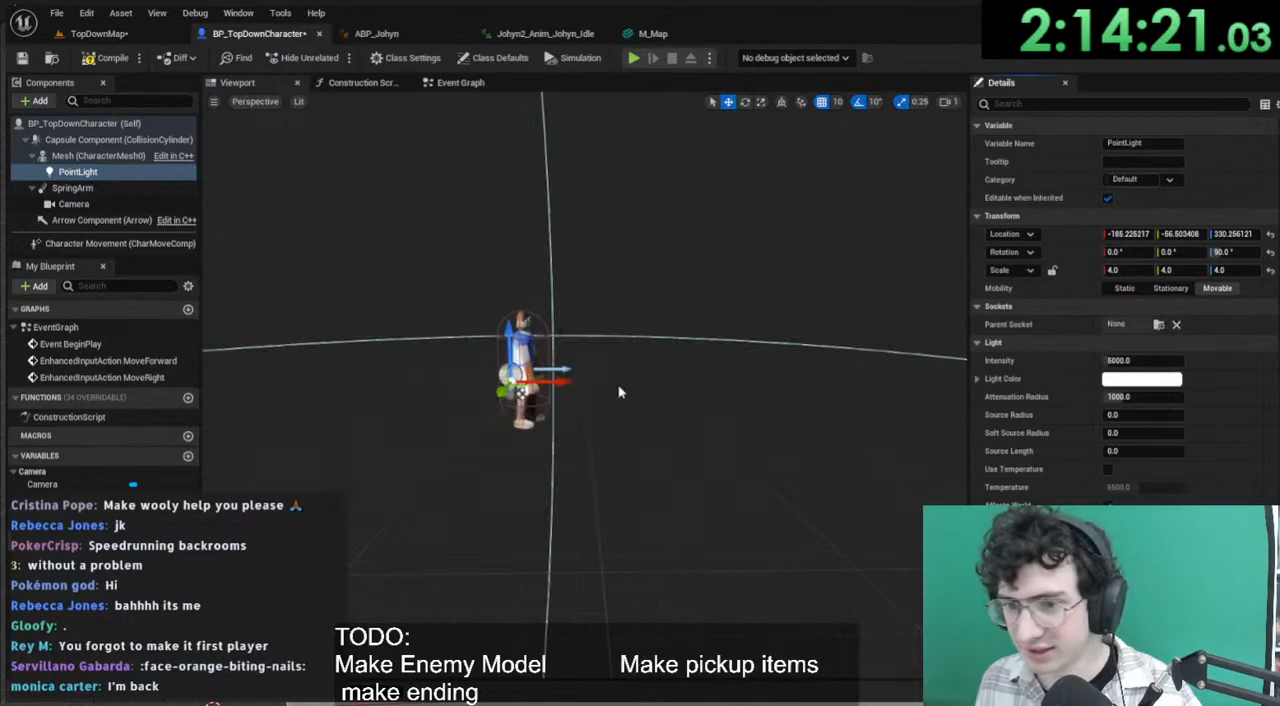 File Edit Asset View Debug Window Tools Help
TopDownMap* BP_TopDownCharacter* ABP_Johyn Johyn2_Anim_Johyn_Idle M_Map
2:14:21.03
Compile Diff Find Hide Unrelated Class Settings Class Defaults Simulation No debug object selected
Components
Add Search
BP_TopDownCharacter (Self)
Capsule Component (CollisionCylinder)
Mesh (CharacterMesh0) Edit in C++
PointLight
SpringArm
Camera
Arrow Component (Arrow) Edit in C++
Character Movement (CharMoveComp)
My Blueprint
Add Search
GRAPHS
EventGraph
Event BeginPlay
EnhancedInputAction MoveForward
EnhancedInputAction MoveRight
FUNCTIONS (34 OVERRIDABLE)
ConstructionScript
MACROS
VARIABLES
Camera
Camera
Viewport Construction Scr... Event Graph
Perspective Lit 10 10° 0.25 1
Details
Search
Variable
Variable Name PointLight
Tooltip
Category Default
Editable when Inherited
Transform
Location -185.225217 -56.503408 330.256121
Rotation 0.0 ° 0.0 ° 90.0 °
Scale 4.0 4.0 4.0
Mobility Static Stationary Movable
Sockets
Parent Socket None
Light
Intensity 5000.0
Light Color
Attenuation Radius 1000.0
Source Radius 0.0
Soft Source Radius 0.0
Source Length 0.0
Use Temperature
Temperature 6500.0
Cristina Pope: Make wooly help you please 🙏
Rebecca Jones: jk
PokerCrisp: Speedrunning backrooms
3: without a problem
Pokémon god: Hi
Rebecca Jones: bahhhh its me
Gloofy: .
Rey M: You forgot to make it first player
Servillano Gabarda: :face-orange-biting-nails:
monica carter: I'm back
TODO:
Make Enemy Model Make pickup items
make ending